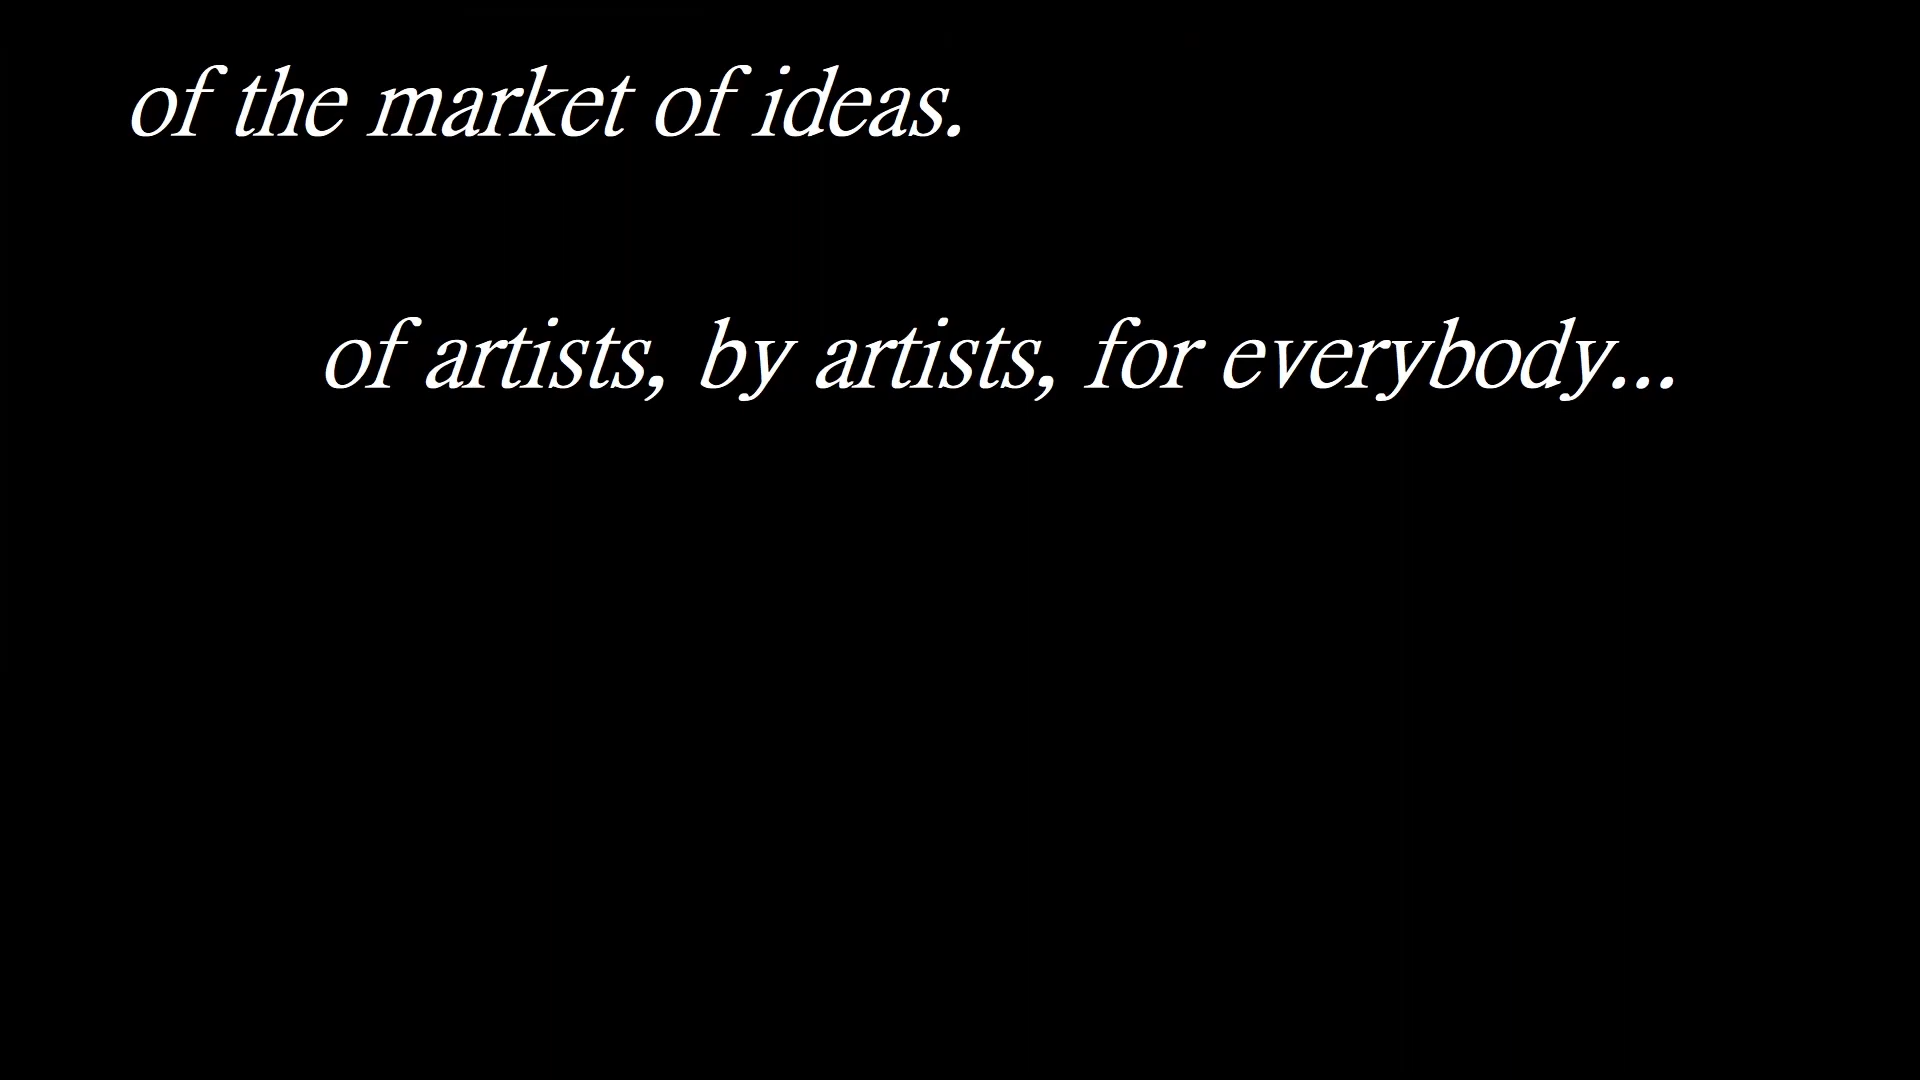 of the market of ideas.
of artists, by artists, for everybody...